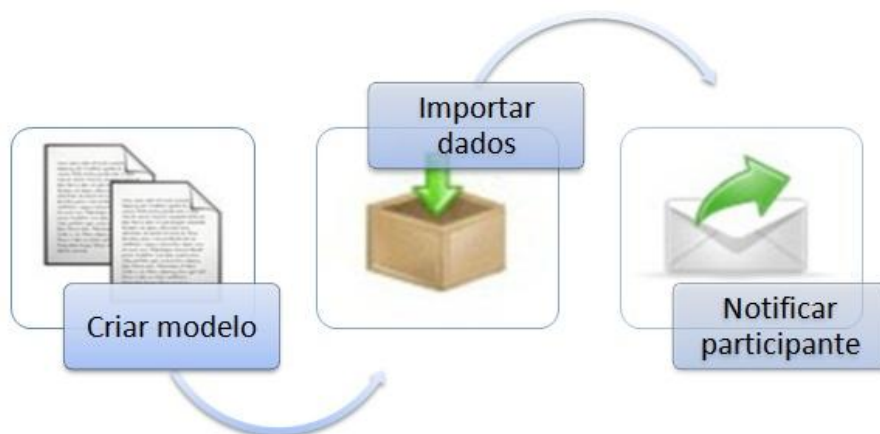 Criar modelo
Importar
dados
Notificar
participante